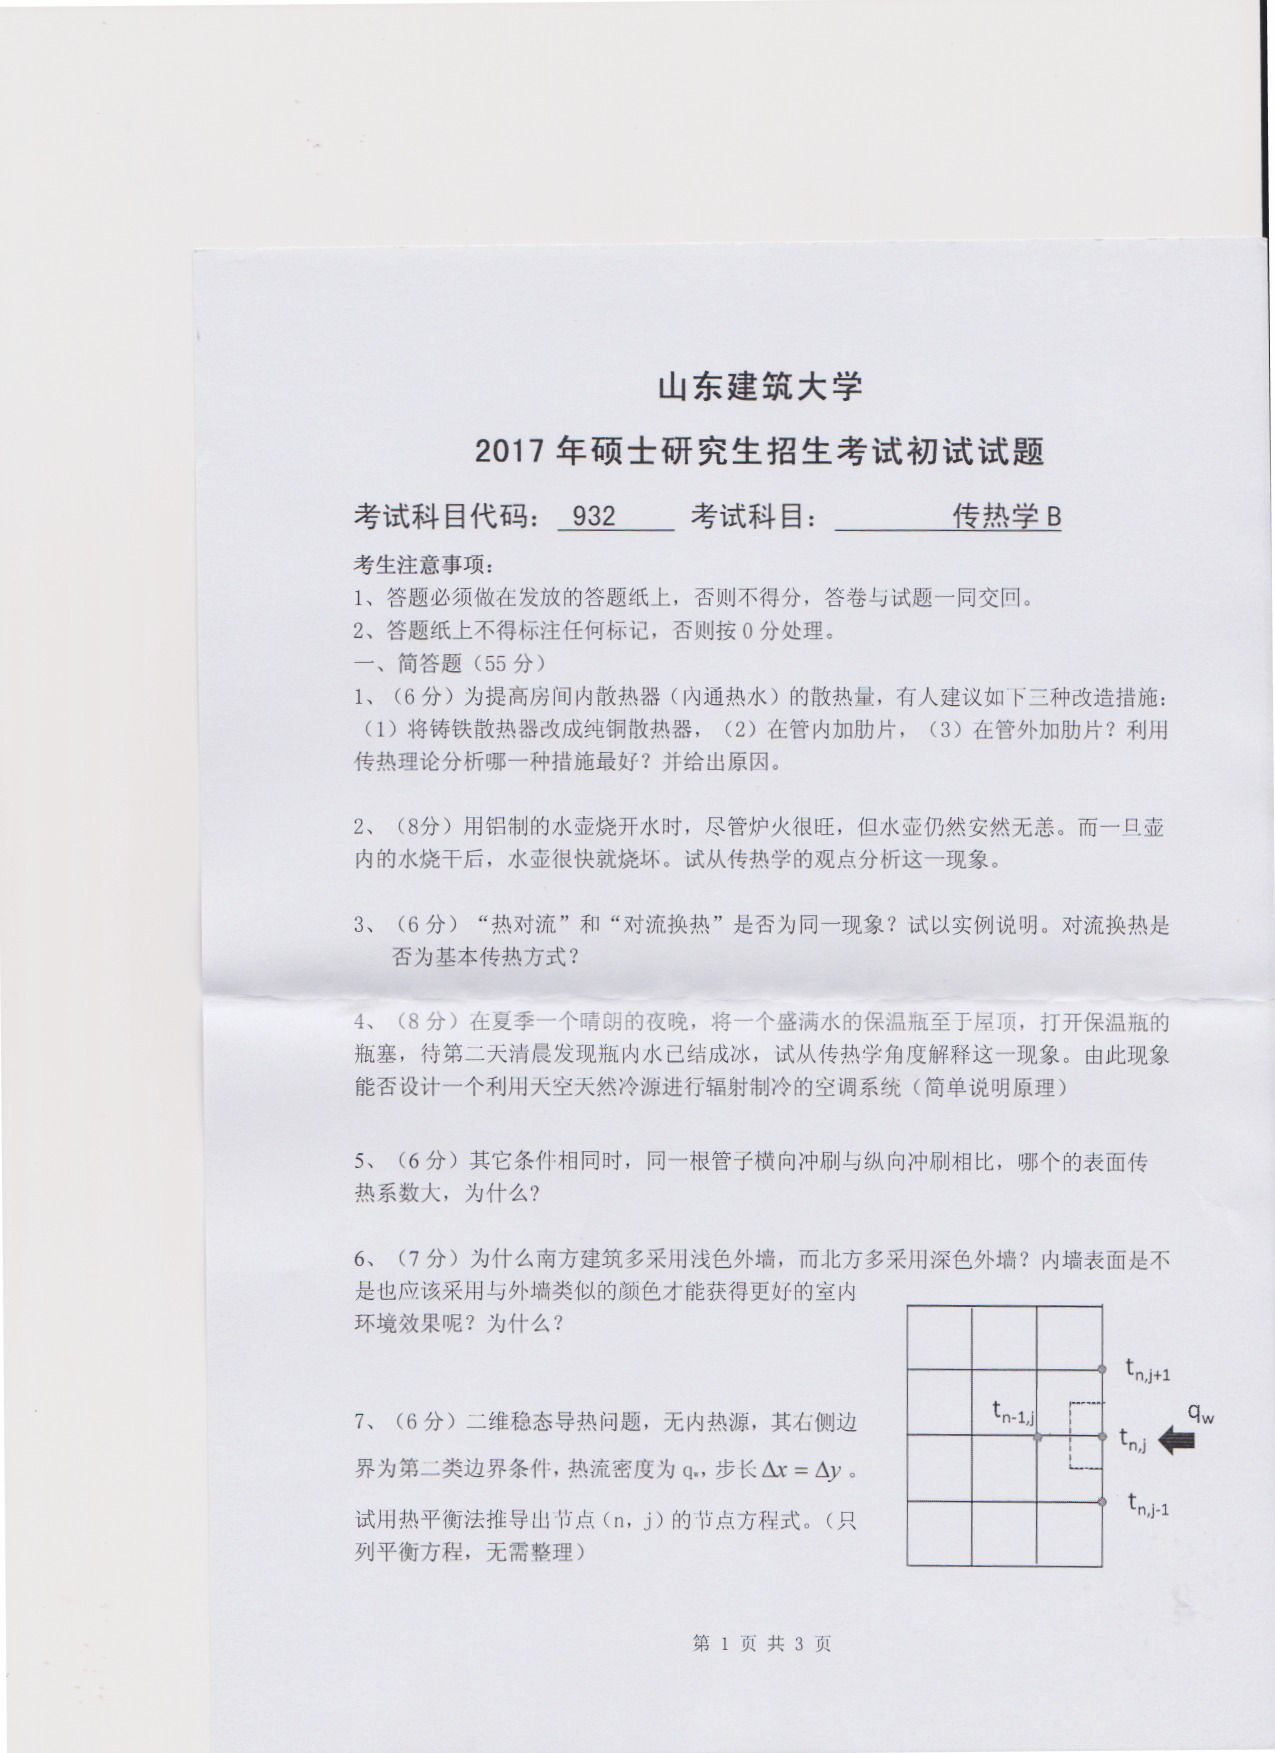 山东建筑大学
2017 年硕士研究生招生考试初试试题
考试科目代码： 932 考试科目： 传热学 B
考生注意事项：
1、答题必须做在发放的答题纸上，否则不得分，答卷与试题一同交回。
2、答题纸上不得标注任何标记，否则按 0 分处理。
一、简答题（55 分）
1、（6 分）为提高房间内散热器（内通热水）的散热量，有人建议如下三种改造措施：
（1）将铸铁散热器改成纯铜散热器，（2）在管内加肋片，（3）在管外加肋片？利用
传热理论分析哪一种措施最好？并给出原因。
2、（8分）用铝制的水壶烧开水时，尽管炉火很旺，但水壶仍然安然无恙。而一旦壶
内的水烧干后，水壶很快就烧坏。试从传热学的观点分析这一现象。
3、（6 分）“热对流”和“对流换热”是否为同一现象？试以实例说明。对流换热是
否为基本传热方式？
4、（8 分）在夏季一个晴朗的夜晚，将一个盛满水的保温瓶至于屋顶，打开保温瓶的
瓶塞，待第二天清晨发现瓶内水已结成冰，试从传热学角度解释这一现象。由此现象
能否设计一个利用天空天然冷源进行辐射制冷的空调系统（简单说明原理）
5、（6 分）其它条件相同时，同一根管子横向冲刷与纵向冲刷相比，哪个的表面传
热系数大，为什么？
6、（7 分）为什么南方建筑多采用浅色外墙，而北方多采用深色外墙？内墙表面是不
是也应该采用与外墙类似的颜色才能获得更好的室内
环境效果呢？为什么？
7、（6 分）二维稳态导热问题，无内热源，其右侧边
界为第二类边界条件，热流密度为 qw，步长 Δx = Δy 。
试用热平衡法推导出节点（n，j）的节点方程式。（只
列平衡方程，无需整理）
tn,j+1
tn-1,j
qw
tn,j
tn,j-1
第 1 页 共 3 页